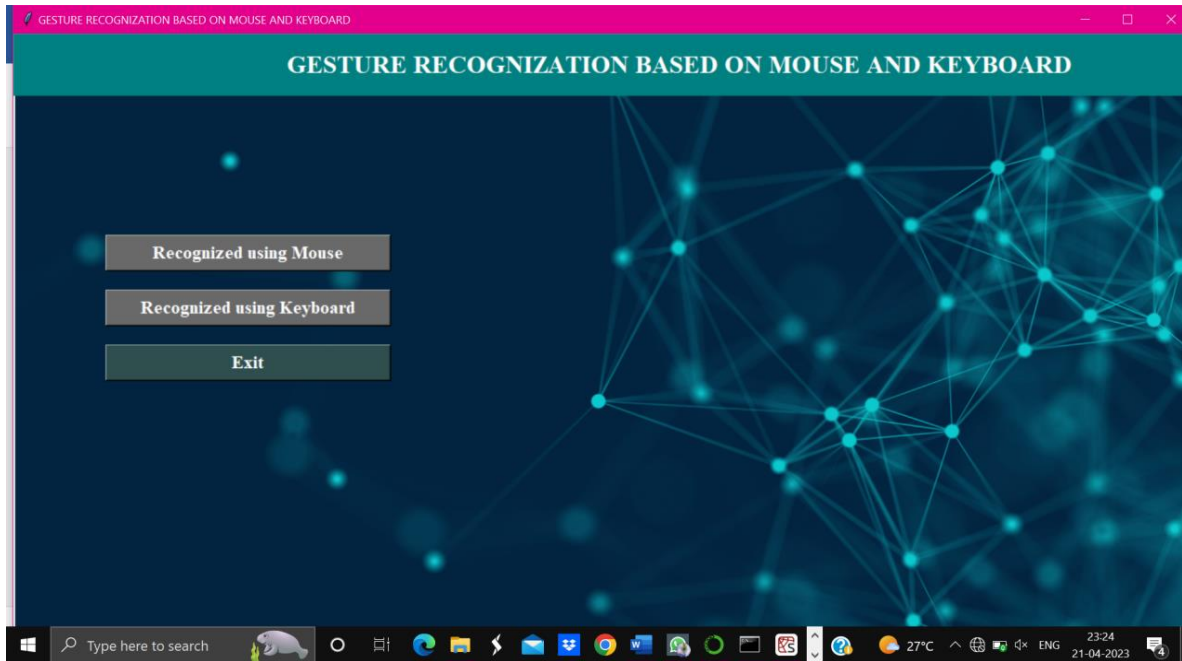 GESTURE RECOGNIZATION BASED ON MOUSE AND KEYBOARD
GESTURE RECOGNIZATION BASED ON MOUSE AND KEYBOARD
Recognized using Mouse
Recognized using Keyboard
Exit
Type here to search
27°C
ENG
23:24
21-04-2023
4